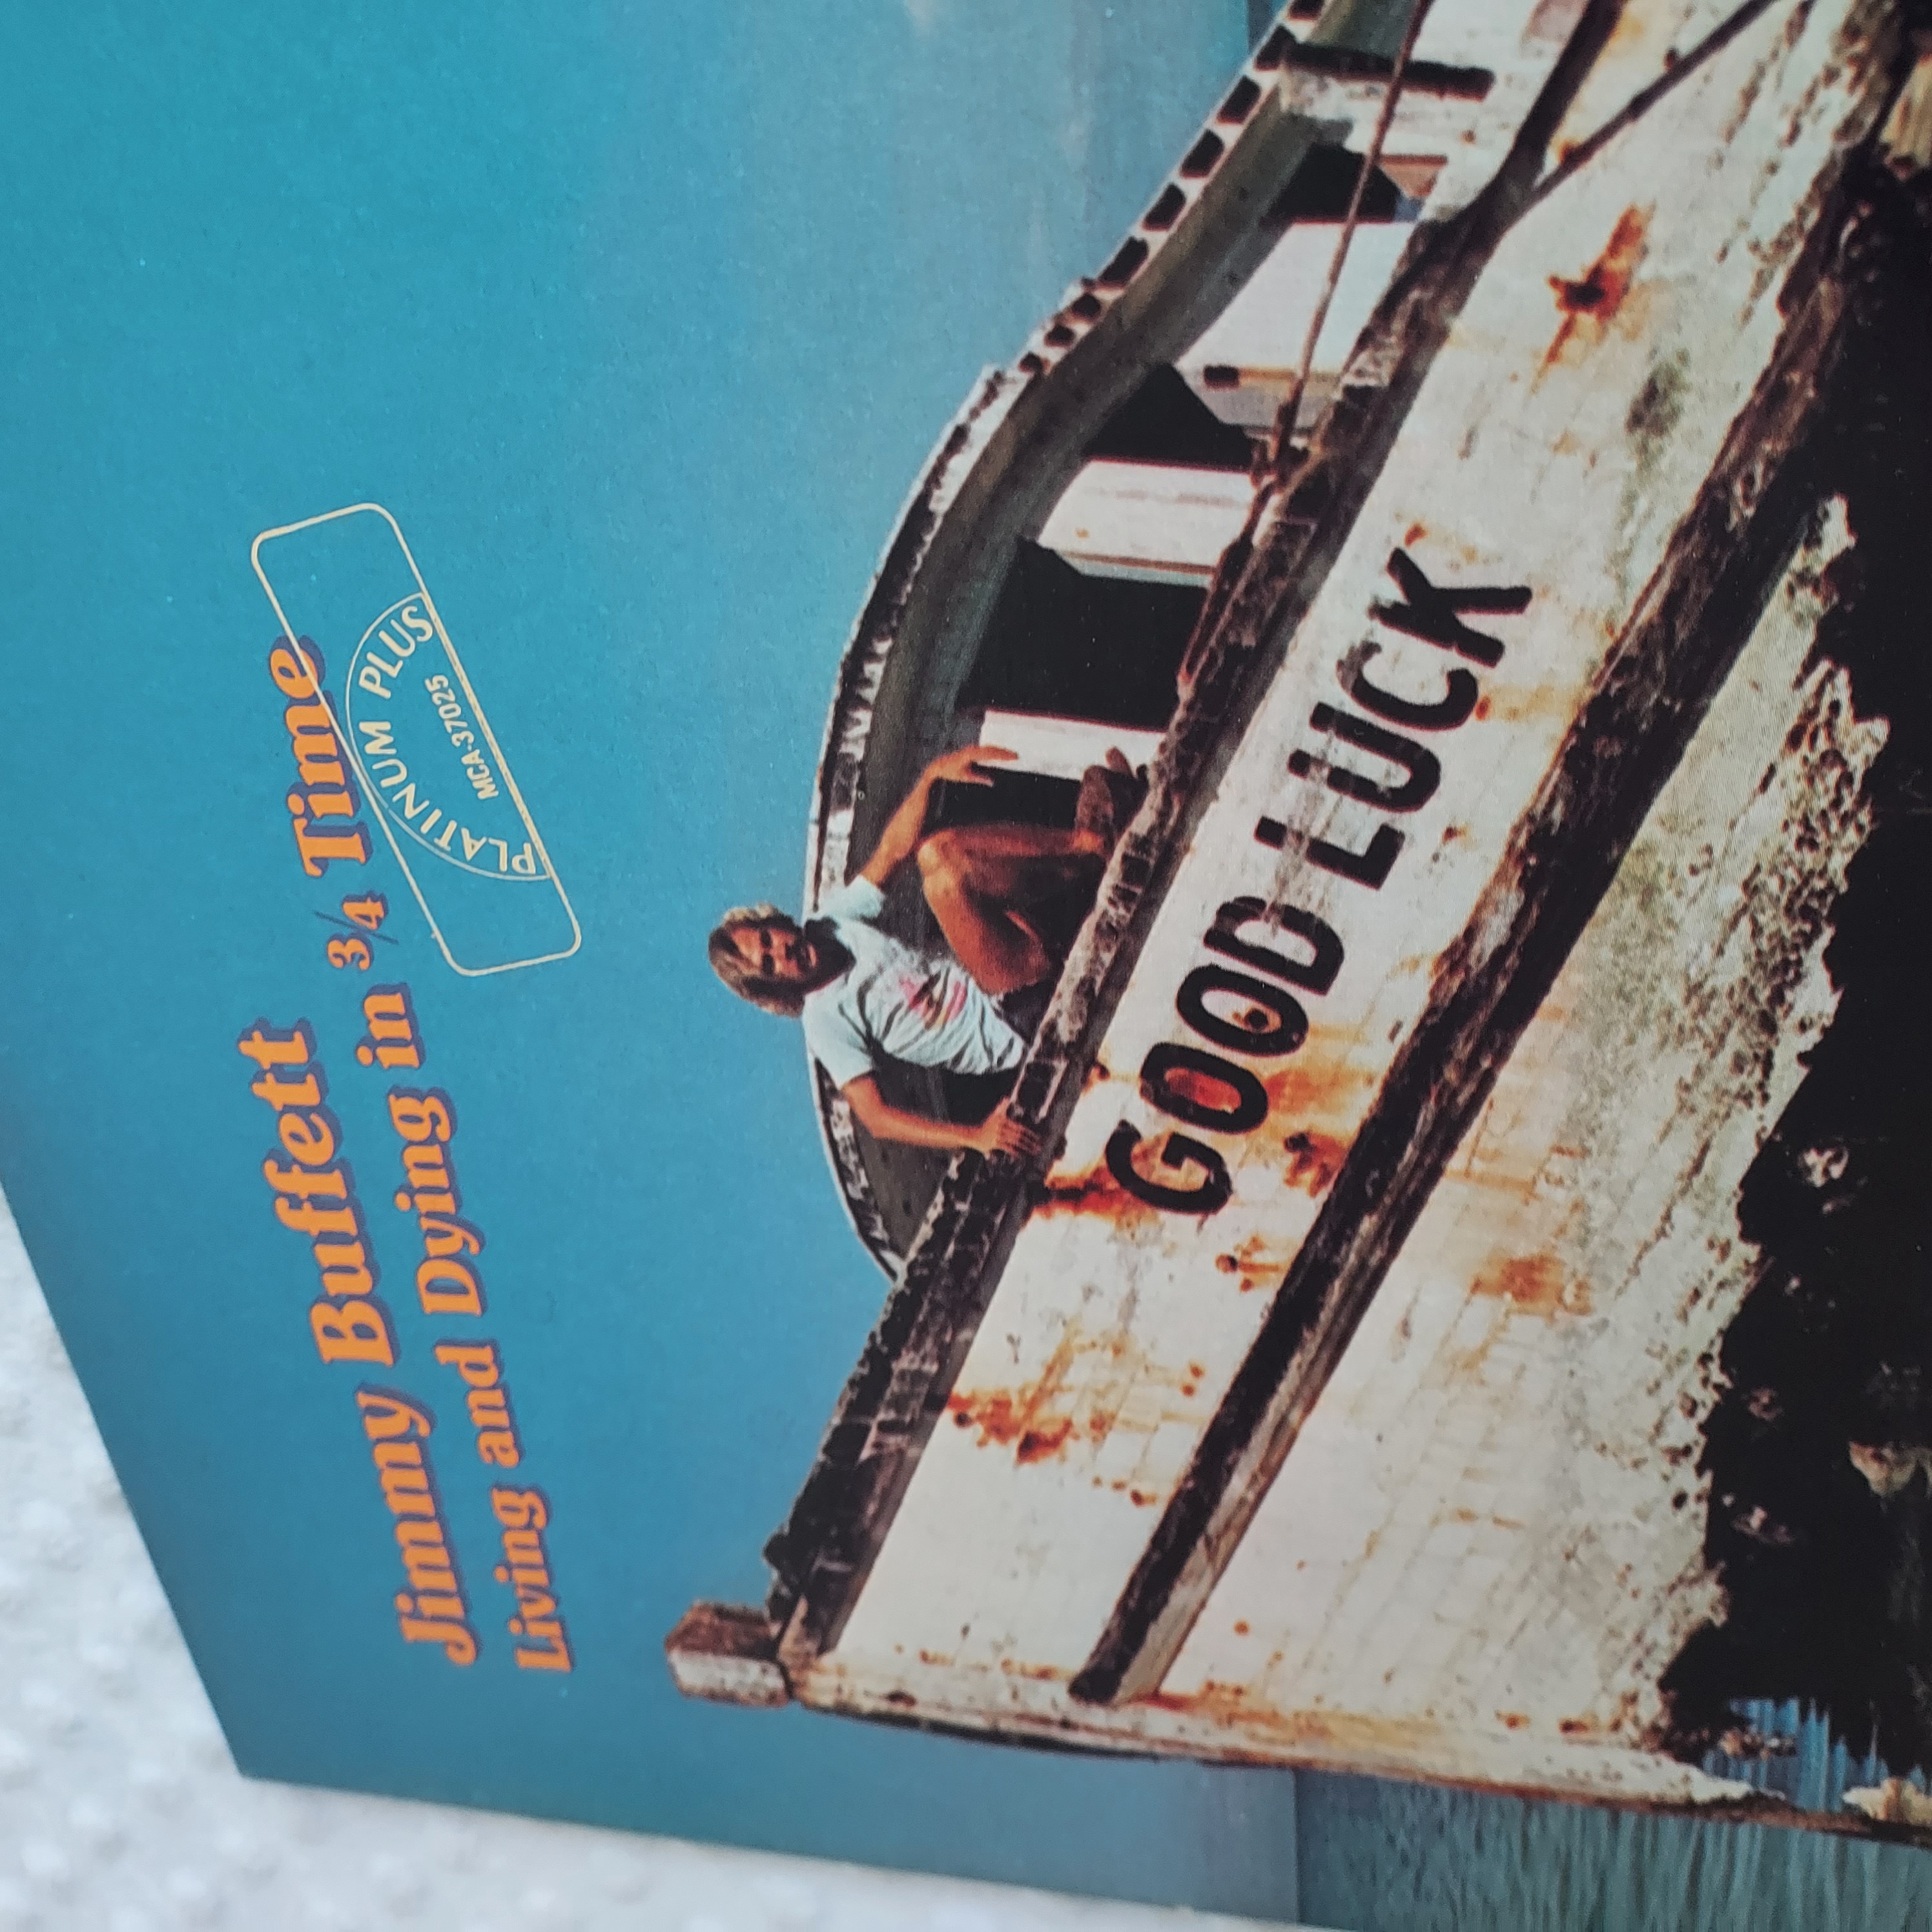 Jimmy Buffett
Living and Dying in 3/4 Time
PLATINUM PLUS
MCA-37025
GOOD LUCK